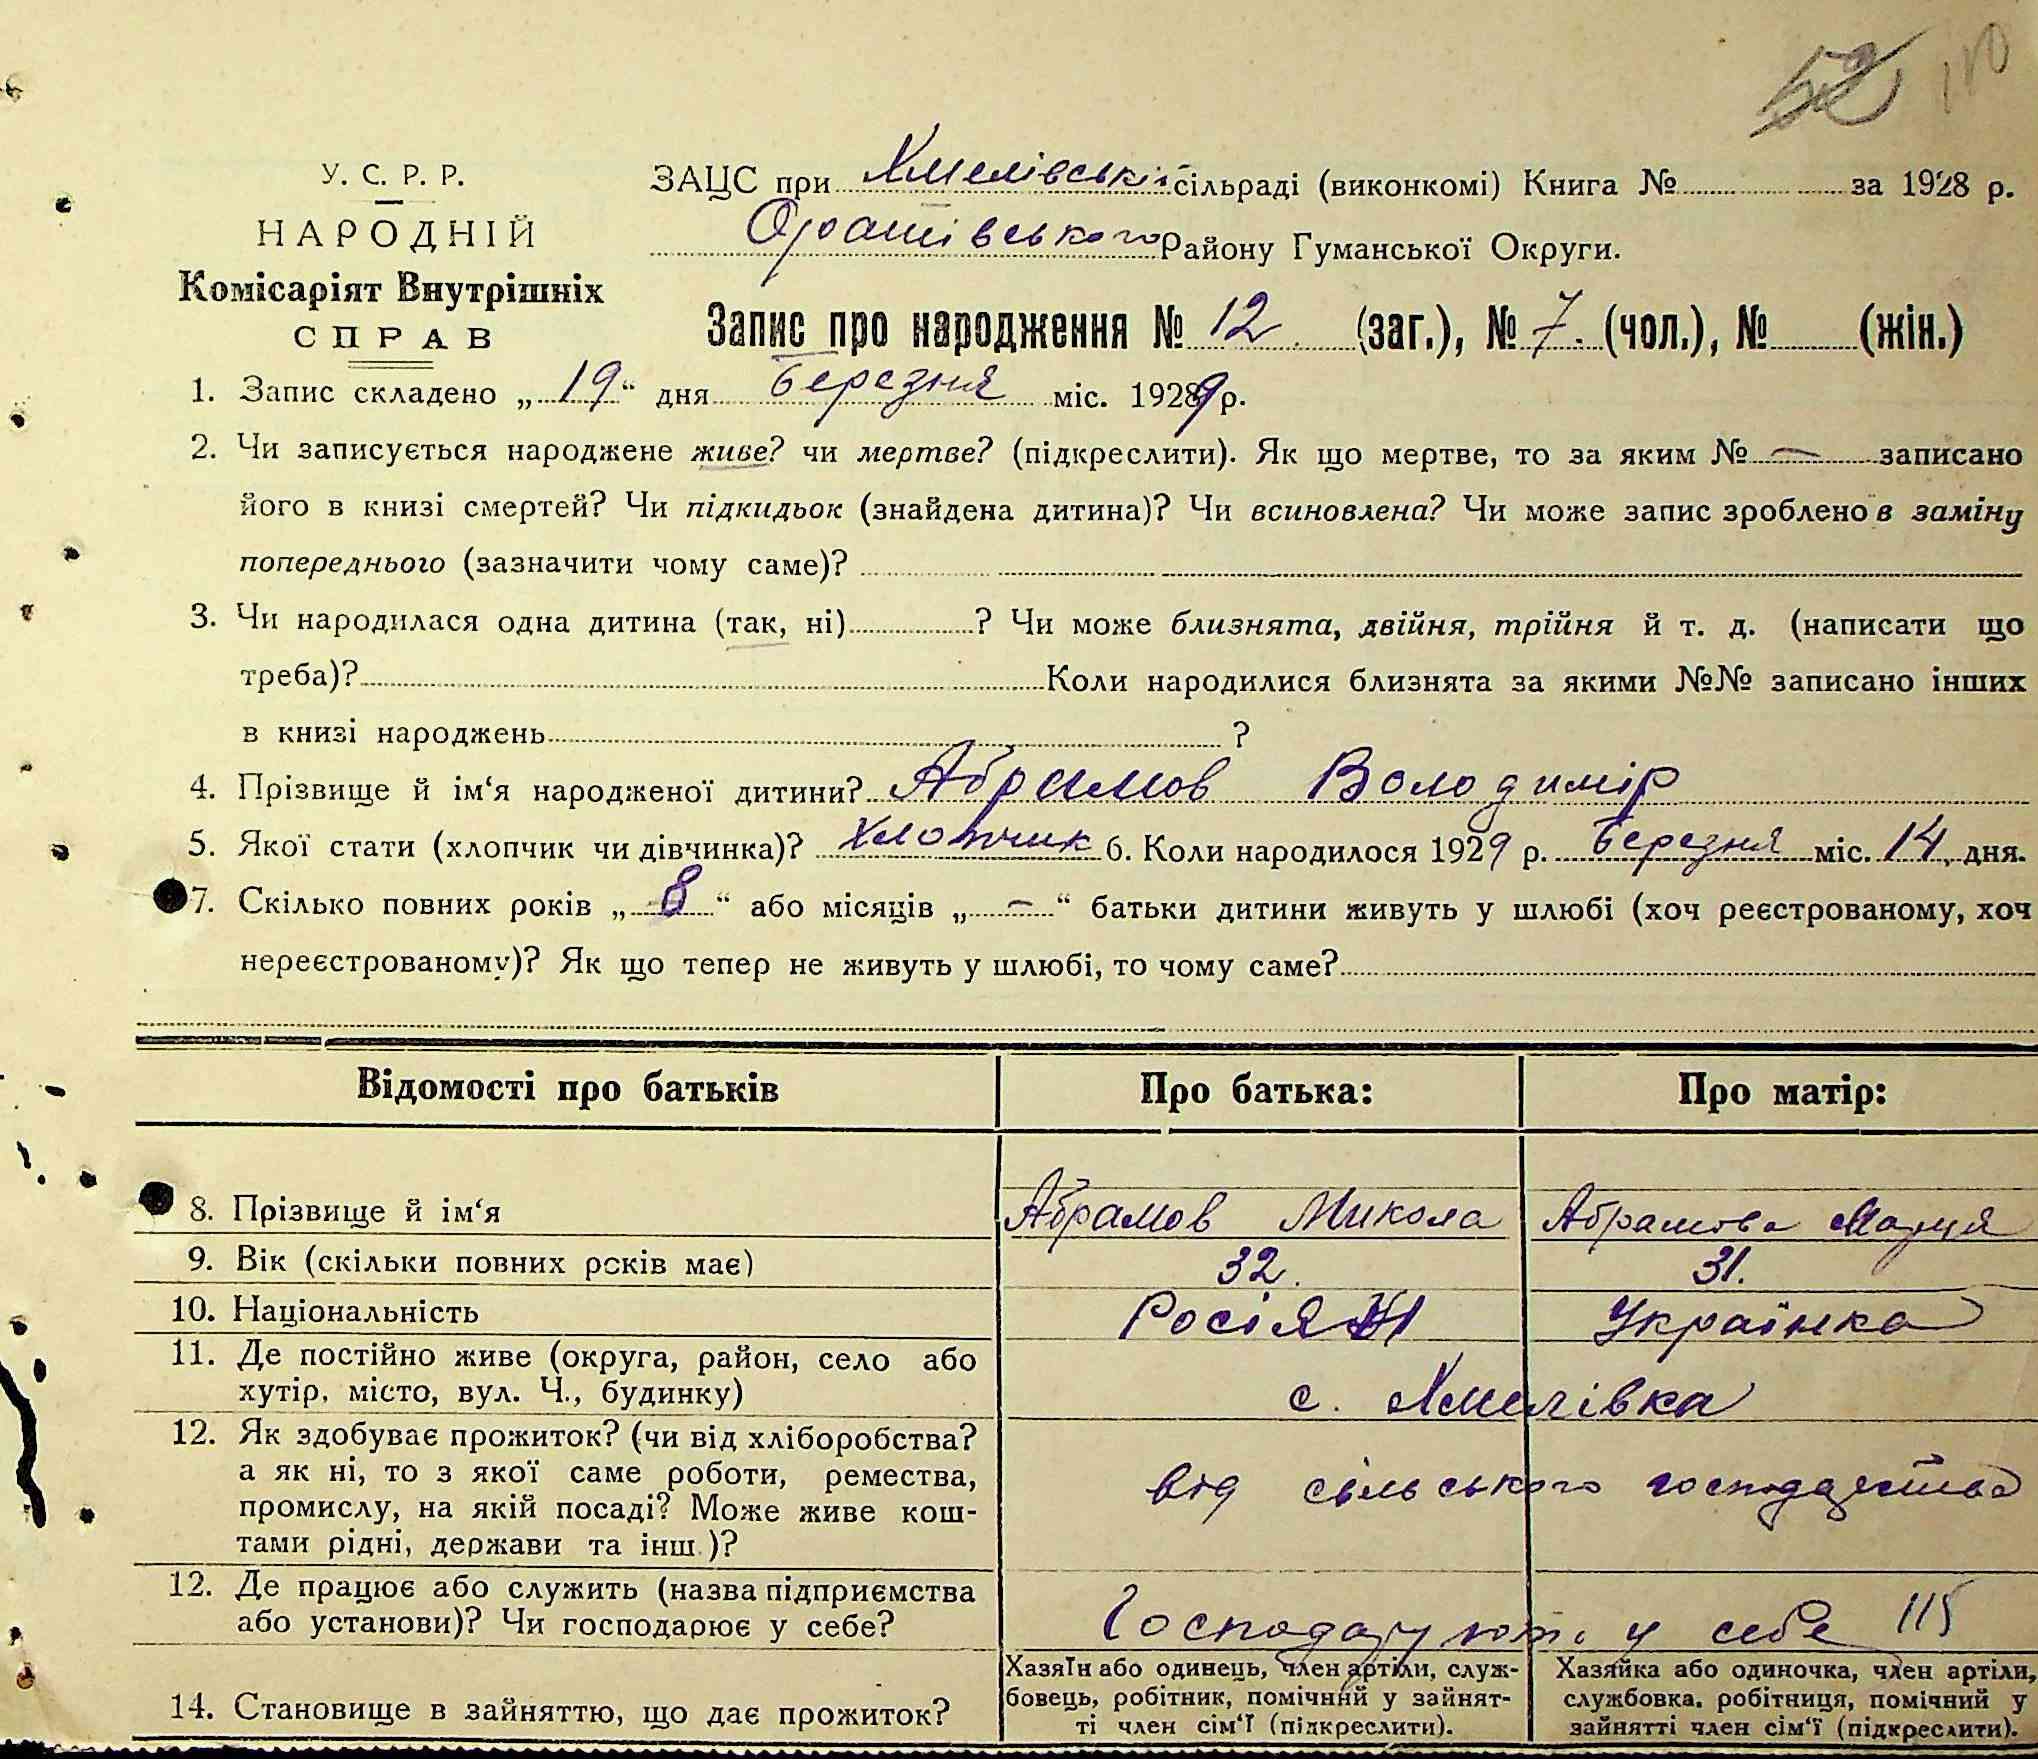 52 110
У. С. Р. Р.
НАРОДНІЙ
Комісаріят Внутрішніх
СПРАВ
ЗАЦС при Хмелівській сільраді (виконкомі) Книга № за 1928 р.
Оратівського Району Гуманської Округи.
Запис про народження № 12 (заг.), № 7. (чол.), № (жін.)
1. Запис складено „19“ дня Березня міс. 1929 р.
2. Чи записується народжене живе? чи мертве? (підкреслити). Як що мертве, то за яким № — записано
його в книзі смертей? Чи підкидьок (знайдена дитина)? Чи всиновлена? Чи може запис зроблено в заміну
попереднього (зазначити чому саме)?
3. Чи народилася одна дитина (так, ні)? Чи може близнята, двійня, трійня й т. д. (написати що
треба)? Коли народилися близнята за якими №№ записано інших
в книзі народжень ?
4. Прізвище й ім‘я народженої дитини? Абрамов Володимір
5. Якої стати (хлопчик чи дівчинка)? Хлопчик 6. Коли народилося 1929 р. Березня міс. 14 дня.
7. Скілько повних років „8“ або місяців „—“ батьки дитини живуть у шлюбі (хоч реєстрованому, хоч
нереєстрованому)? Як що тепер не живуть у шлюбі, то чому саме?
Відомості про батьків Про батька: Про матір:
8. Прізвище й ім‘я Абрамов Микола Абрамова Марія
9. Вік (скільки повних років має) 32. 31.
10. Національність Росіян Українка
11. Де постійно живе (округа, район, село або
хутір, місто, вул. Ч., будинку) с. Хмелівка
12. Як здобуває прожиток? (чи від хліборобства?
а як ні, то з якої саме роботи, ремества,
промислу, на якій посаді? Може живе кош-
тами рідні, держави та інш.)?
від сільського господарства
12. Де працює або служить (назва підприємства
або установи)? Чи господарює у себе?
Господарують у себе 115
14. Становище в зайняттю, що дає прожиток?
Хазяїн або одинець, член артіли, служ-
бовець, робітник, помічний у зайнят-
ті член сім‘ї (підкреслити).
Хазяйка або одиночка, член артіли,
службовка, робітниця, помічний у
зайнятті член сім‘ї (підкреслити).